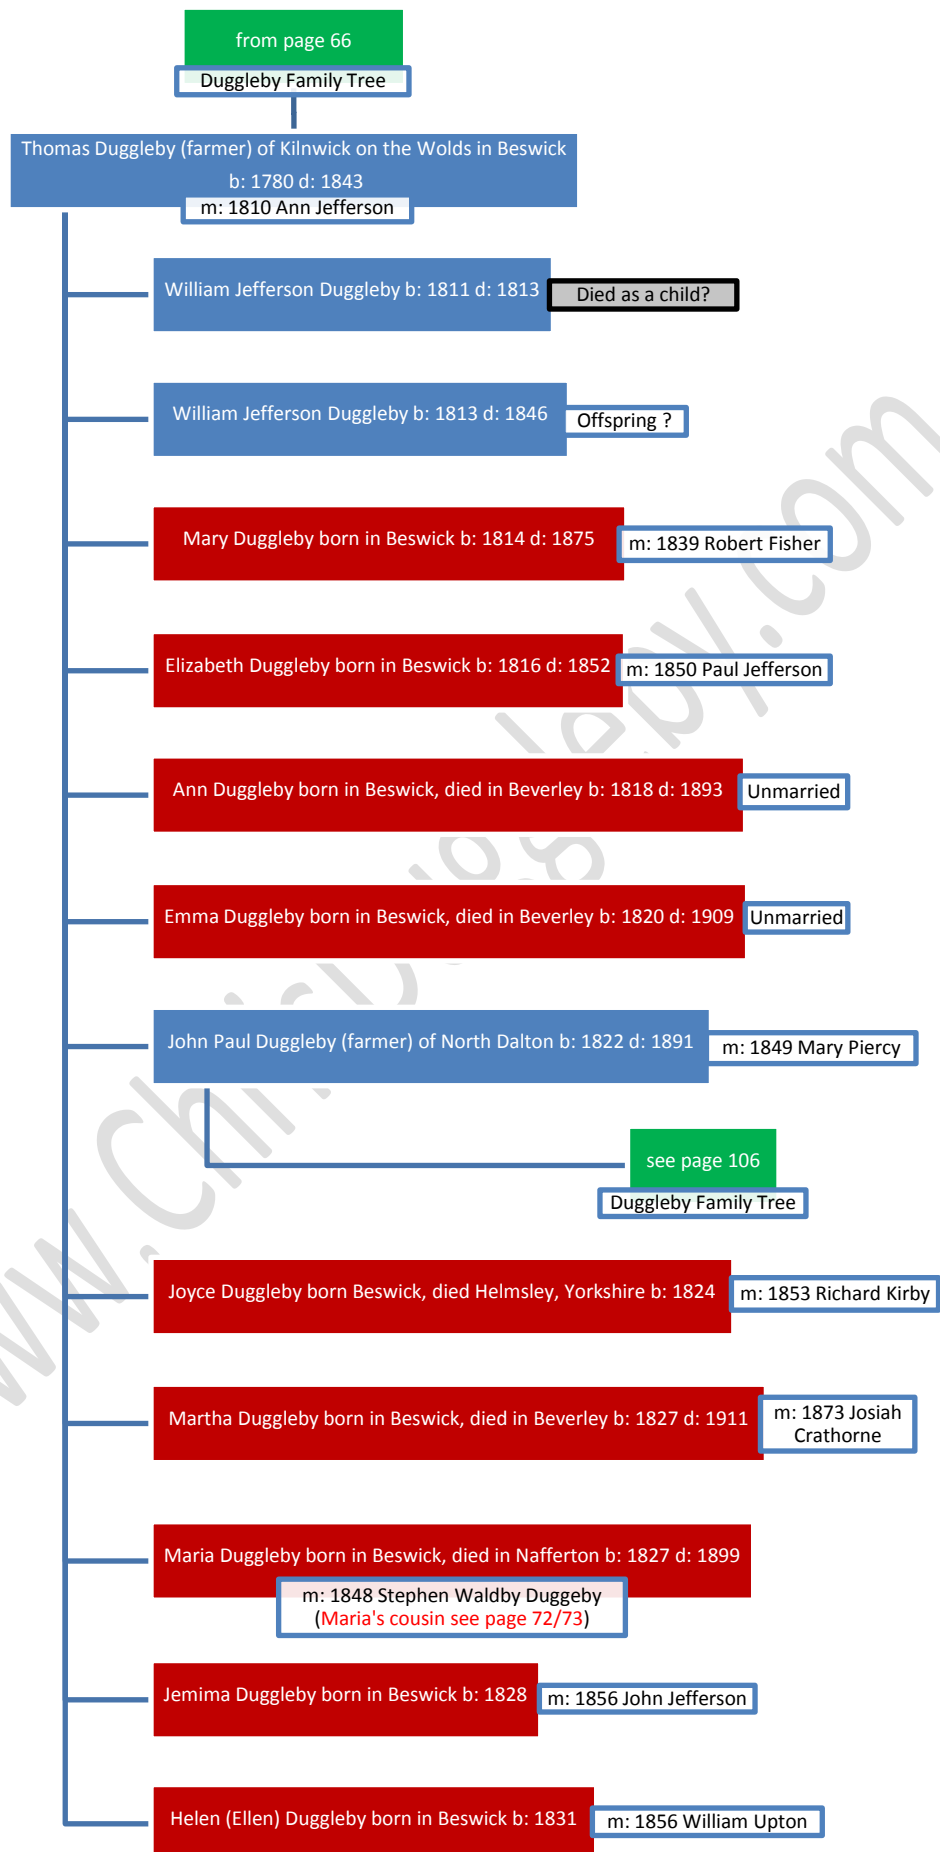 from page 66
Duggleby Family Tree
Thomas Duggleby (farmer) of Kilnwick on the Wolds in Beswick
b: 1780 d: 1843
m: 1810 Ann Jefferson
William Jefferson Duggleby b: 1811 d: 1813
Died as a child?
William Jefferson Duggleby b: 1813 d: 1846
Offspring ?
Mary Duggleby born in Beswick b: 1814 d: 1875
m: 1839 Robert Fisher
Elizabeth Duggleby born in Beswick b: 1816 d: 1852
m: 1850 Paul Jefferson
Ann Duggleby born in Beswick, died in Beverley b: 1818 d: 1893
Unmarried
Emma Duggleby born in Beswick, died in Beverley b: 1820 d: 1909
Unmarried
John Paul Duggleby (farmer) of North Dalton b: 1822 d: 1891
m: 1849 Mary Piercy
see page 106
Duggleby Family Tree
Joyce Duggleby born Beswick, died Helmsley, Yorkshire b: 1824
m: 1853 Richard Kirby
Martha Duggleby born in Beswick, died in Beverley b: 1827 d: 1911
m: 1873 Josiah
Crathorne
Maria Duggleby born in Beswick, died in Nafferton b: 1827 d: 1899
m: 1848 Stephen Waldby Duggeby
(Maria's cousin see page 72/73)
Jemima Duggleby born in Beswick b: 1828
m: 1856 John Jefferson
Helen (Ellen) Duggleby born in Beswick b: 1831
m: 1856 William Upton
www.ChrisDuggleby.com